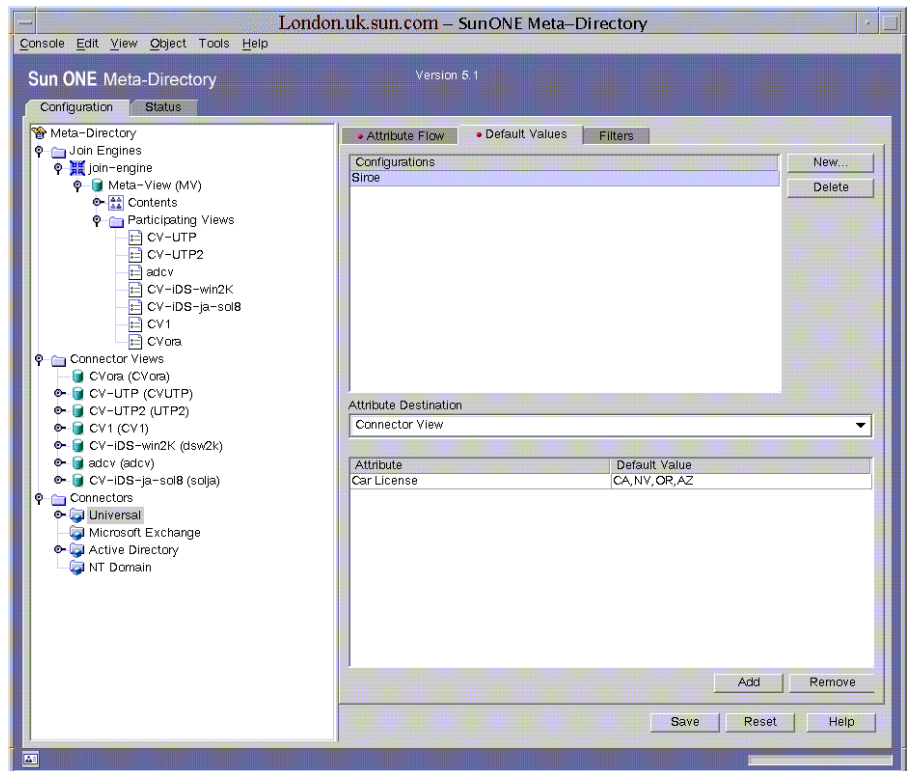 London.uk.sun.com – SunONE Meta–Directory
Console Edit View Object Tools Help
Sun ONE Meta-Directory
Version 5.1
Configuration Status
Meta–Directory
Join Engines
join–engine
Meta–View (MV)
Contents
Participating Views
CV–UTP
CV–UTP2
adcv
CV–iDS–win2K
CV–iDS–ja–sol8
CV1
CVora
Connector Views
CVora (CVora)
CV–UTP (CVUTP)
CV–UTP2 (UTP2)
CV1 (CV1)
CV–iDS–win2K (dsw2k)
adcv (adcv)
CV–iDS–ja–sol8 (solja)
Connectors
Universal
Microsoft Exchange
Active Directory
NT Domain
Attribute Flow Default Values Filters
Configurations
Siroe
New...
Delete
Attribute Destination
Connector View
Attribute Default Value
Car License CA,NV,OR,AZ
Add Remove
Save Reset Help